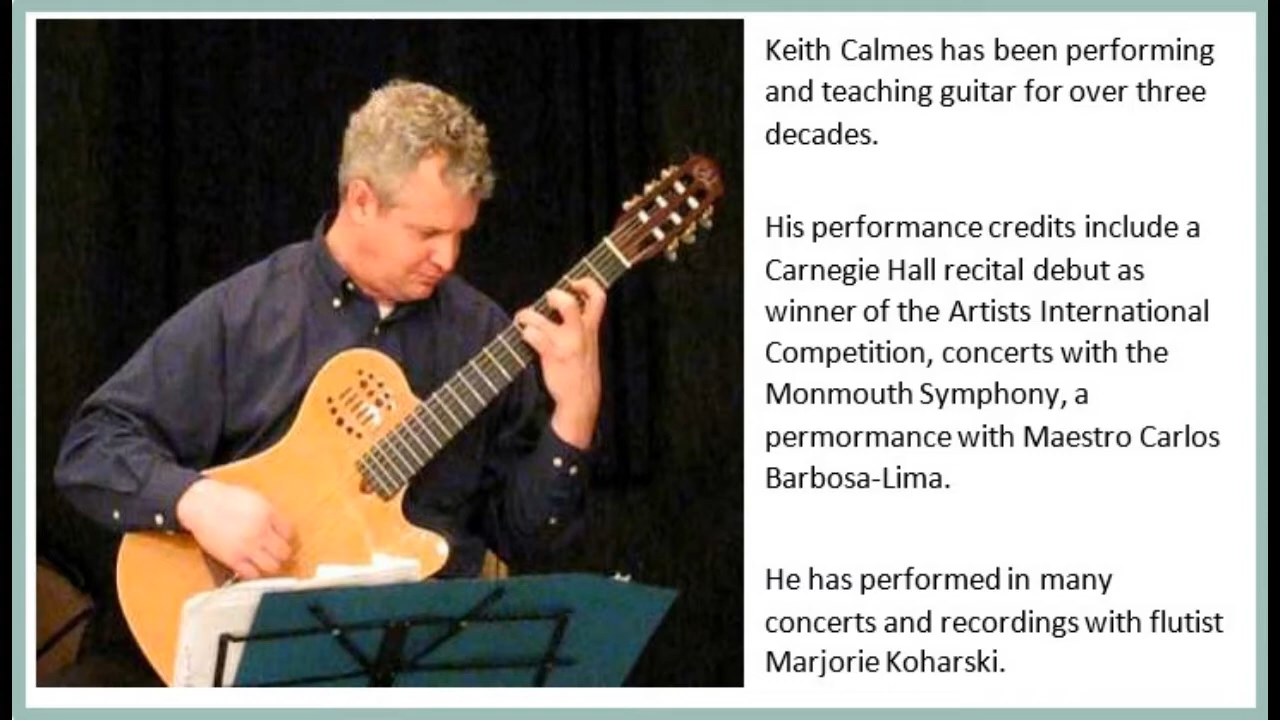 Keith Calmes has been performing
and teaching guitar for over three
decades.
His performance credits include a
Carnegie Hall recital debut as
winner of the Artists International
Competition, concerts with the
Monmouth Symphony, a
permormance with Maestro Carlos
Barbosa-Lima.
He has performed in many
concerts and recordings with flutist
Marjorie Koharski.